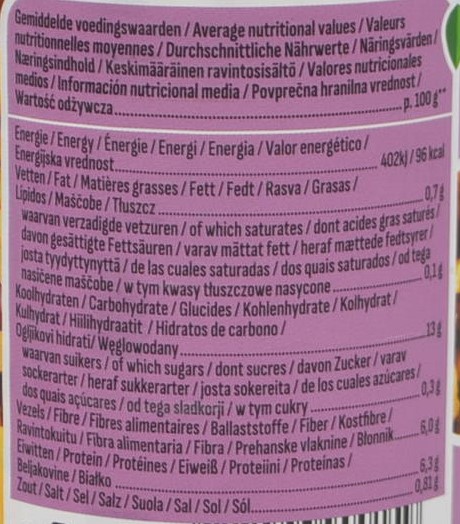 Gemiddelde voedingswaarden / Average nutritional values / Valeurs
nutritionnelles moyennes / Durchschnittliche Nährwerte / Näringsvärden /
Næringsindhold / Keskimääräinen ravintosisältö / Valores nutricionales
medios / Información nutricional media / Povprečna hranilna vrednost /
Wartość odżywcza.....p. 100 g**
Energie / Energy / Énergie / Energi / Energia / Valor energético /
Energijska vrednost.....402kJ / 96 kcal
Vetten / Fat / Matières grasses / Fett / Fedt / Rasva / Grasas /
Lípidos / Maščobe / Tłuszcz.....0,7g
waarvan verzadigde vetzuren / of which saturates / dont acides gras saturés /
davon gesättigte Fettsäuren / varav mättat fett / heraf mættede fedtsyrer /
josta tyydyttynyttä / de las cuales saturadas / dos quais saturados / od tega
nasičene maščobe / w tym kwasy tłuszczowe nasycone.....0,1g
Koolhydraten / Carbohydrate / Glucides / Kohlenhydrate / Kolhydrat /
Kulhydrat / Hiilihydraatit / Hidratos de carbono /
Ogljikovi hidrati / Węglowodany.....13g
waarvan suikers / of which sugars / dont sucres / davon Zucker / varav
sockerarter / heraf sukkerarter / josta sokereita / de los cuales azúcares /
dos quais açúcares / od tega sladkorji / w tym cukry.....0,3g
Vezels / Fibre / Fibres alimentaires / Ballaststoffe / Fiber / Kostfibre /
Ravintokuitu / Fibra alimentaria / Fibra / Prehanske vlaknine / Błonnik.....6,0g
Eiwitten / Protein / Protéines / Eiweiß / Proteiini / Proteínas /
Beljakovine / Białko.....6,3g
Zout / Salt / Sel / Salz / Suola / Sal / Sol / Sól.....0,81g